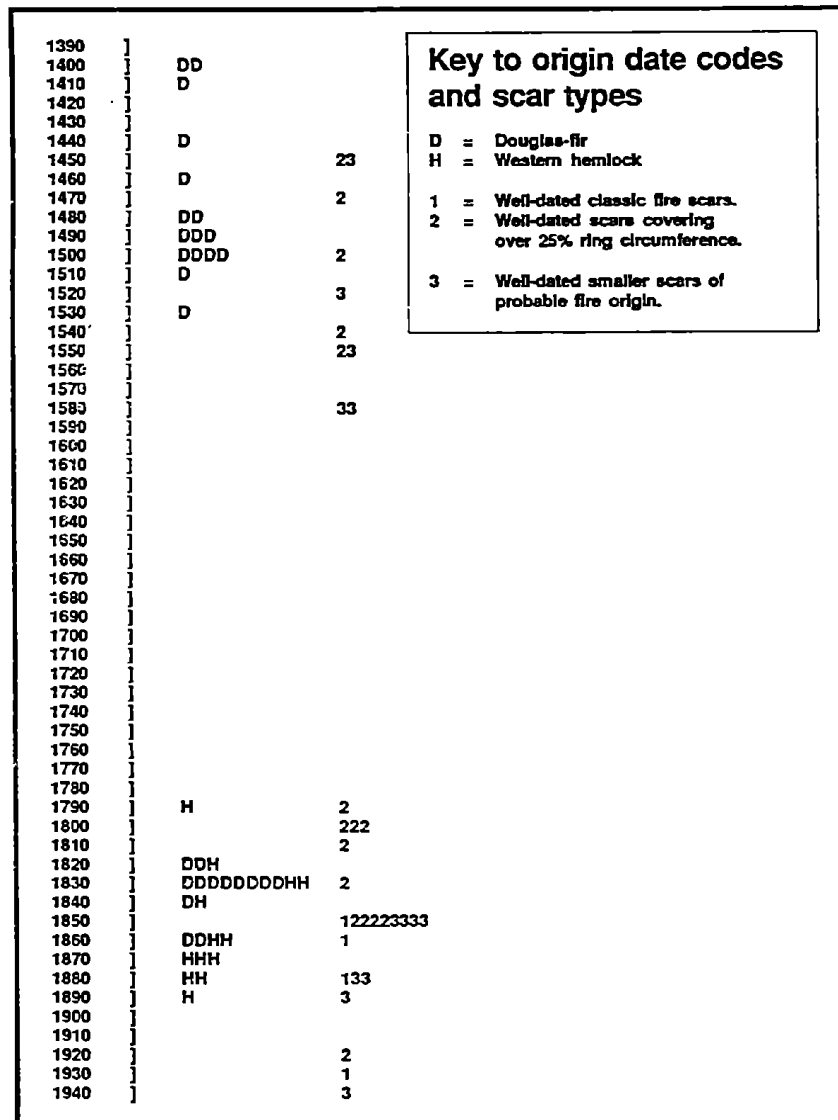 1390 ]
1400 ] DD
1410 ] D
1420 ]
1430 ]
1440 ] D
1450 ] 23
1460 ] D
1470 ] 2
1480 ] DD
1490 ] DDD
1500 ] DDDD 2
1510 ] D
1520 ] 3
1530 ] D
1540 ] 2
1550 ] 23
1560 ]
1570 ]
1580 ] 33
1590 ]
1600 ]
1610 ]
1620 ]
1630 ]
1640 ]
1650 ]
1660 ]
1670 ]
1680 ]
1690 ]
1700 ]
1710 ]
1720 ]
1730 ]
1740 ]
1750 ]
1760 ]
1770 ]
1780 ]
1790 ] H 2
1800 ] 222
1810 ] 2
1820 ] DDH
1830 ] DDDDDDDDHH 2
1840 ] DH
1850 ] 122223333
1860 ] DDHH 1
1870 ] HHH
1880 ] HH 133
1890 ] H 3
1900 ]
1910 ]
1920 ] 2
1930 ] 1
1940 ] 3
Key to origin date codes
and scar types
D = Douglas-fir
H = Western hemlock
1 = Well-dated classic fire scars.
2 = Well-dated scars covering
over 25% ring circumference.
3 = Well-dated smaller scars of
probable fire origin.